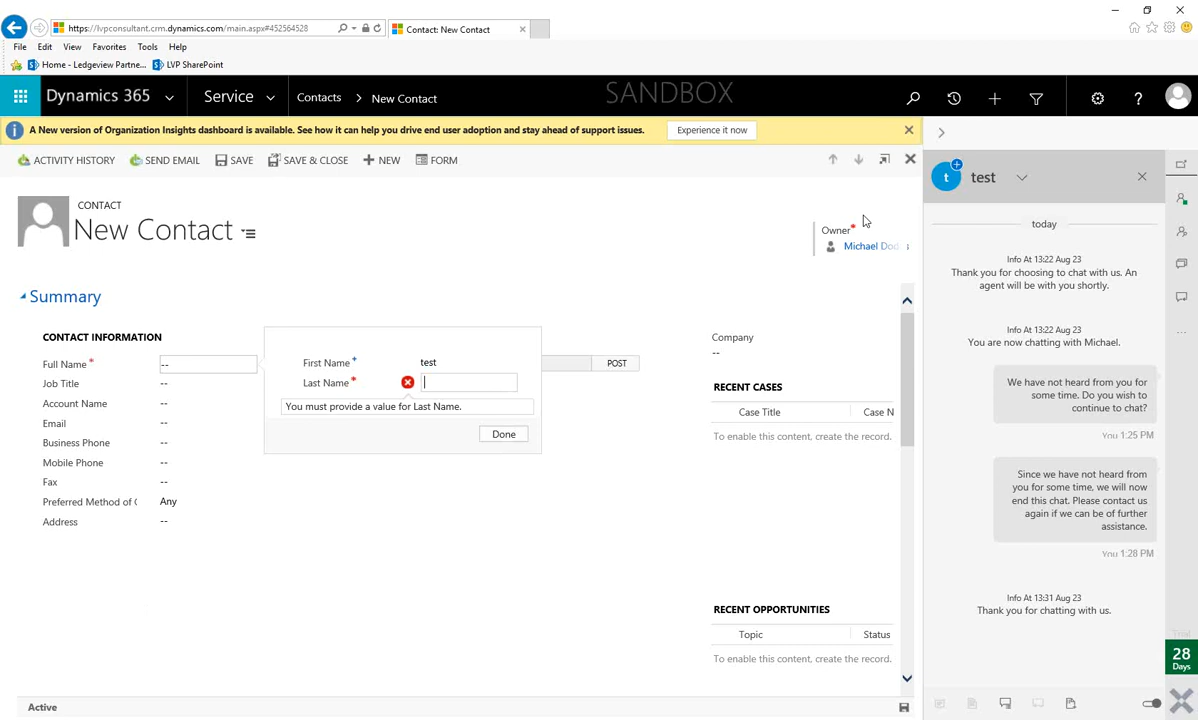 https://lvpconsultant.crm.dynamics.com/main.aspx#452564528
Contact: New Contact
File Edit View Favorites Tools Help
Home - Ledgeview Partne... LVP SharePoint
Dynamics 365 Service Contacts > New Contact SANDBOX
A New version of Organization Insights dashboard is available. See how it can help you drive end user adoption and stay ahead of support issues. Experience it now
ACTIVITY HISTORY SEND EMAIL SAVE SAVE & CLOSE NEW FORM
CONTACT
New Contact
Owner*
Michael Dod
Summary
CONTACT INFORMATION
Full Name * --
Job Title --
Account Name --
Email --
Business Phone --
Mobile Phone --
Fax --
Preferred Method of C Any
Address --
First Name * test
Last Name *
You must provide a value for Last Name.
Done
POST
Company
--
RECENT CASES
Case Title Case N
To enable this content, create the record.
RECENT OPPORTUNITIES
Topic Status
To enable this content, create the record.
Active
t test
today
Info At 13:22 Aug 23
Thank you for choosing to chat with us. An
agent will be with you shortly.
Info At 13:22 Aug 23
You are now chatting with Michael.
We have not heard from you for
some time. Do you wish to
continue to chat?
You 1:25 PM
Since we have not heard from
you for some time, we will now
end this chat. Please contact us
again if we can be of further
assistance.
You 1:28 PM
Info At 13:31 Aug 23
Thank you for chatting with us.
Trial
28
Days